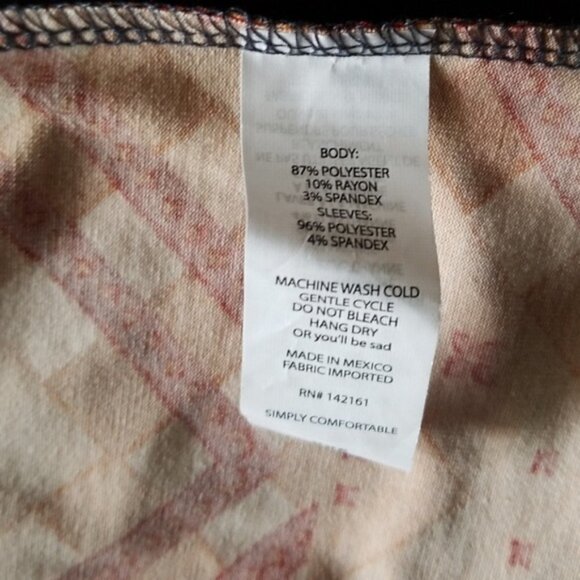 BODY:
87% POLYESTER
10% RAYON
3% SPANDEX
SLEEVES:
96% POLYESTER
4% SPANDEX
MACHINE WASH COLD
GENTLE CYCLE
DO NOT BLEACH
HANG DRY
OR you'll be sad
MADE IN MEXICO
FABRIC IMPORTED
RN# 142161
SIMPLY COMFORTABLE